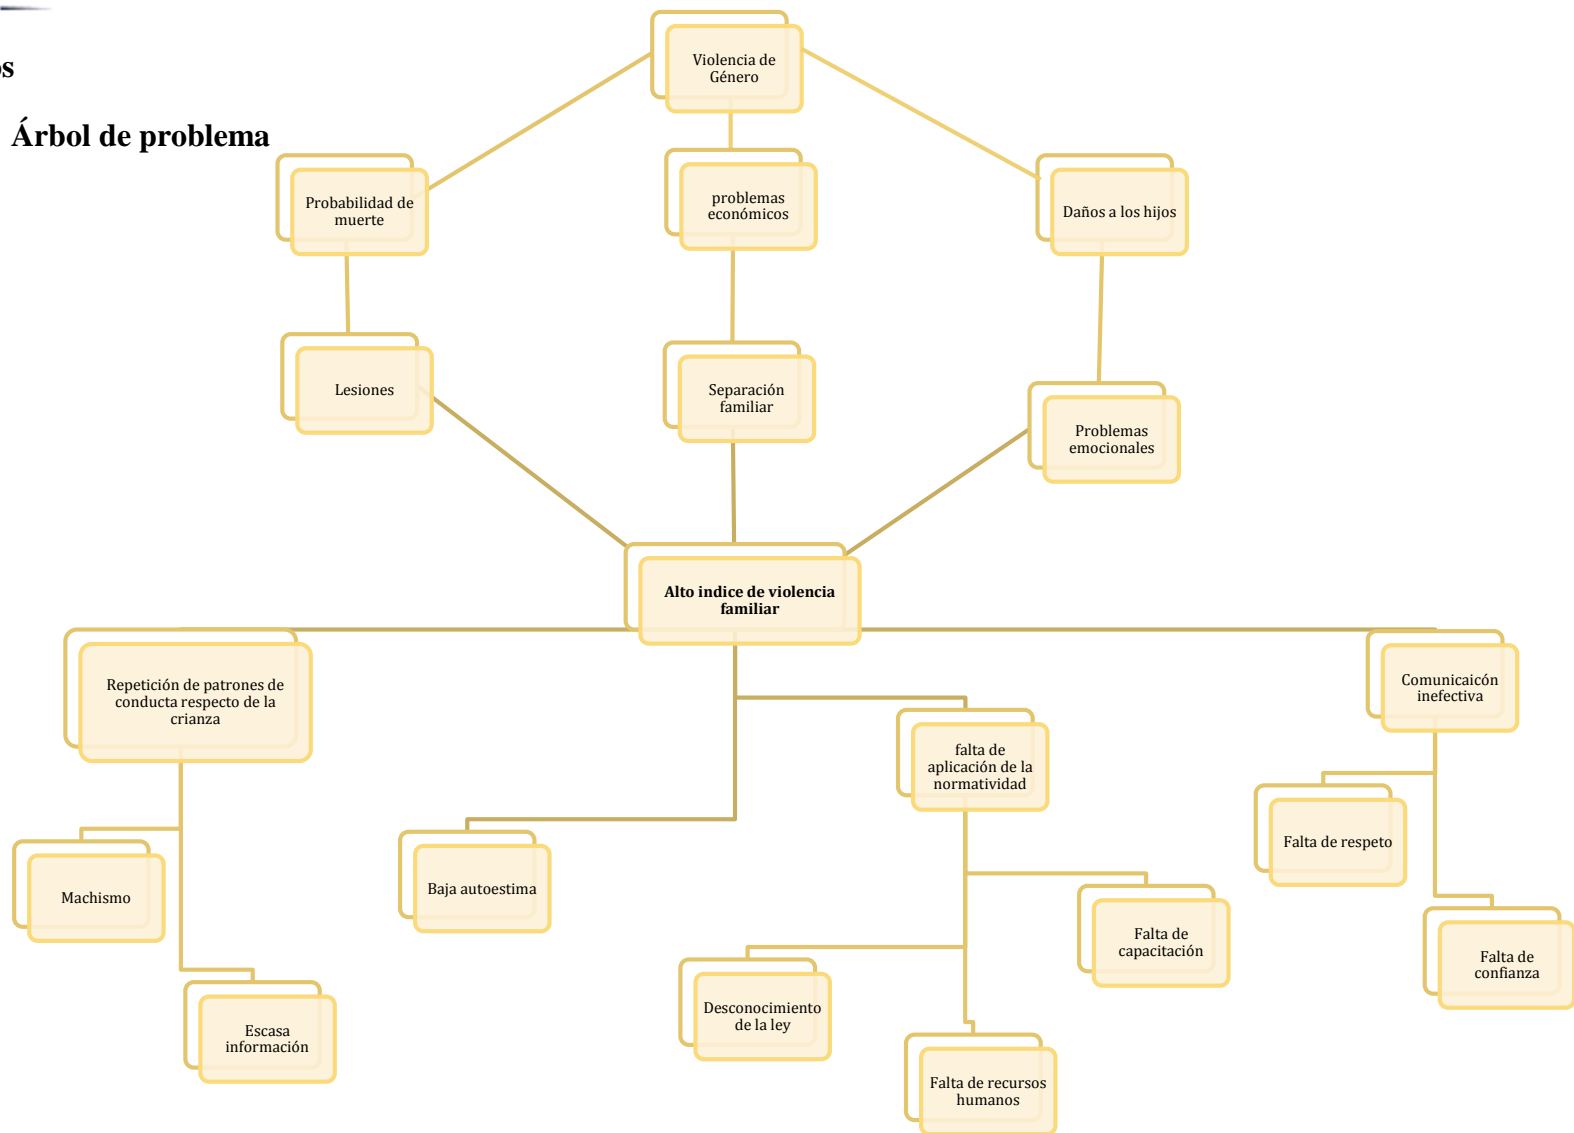 os
Árbol de problema
Violencia de
Género
Probabilidad de
muerte
problemas
económicos
Daños a los hijos
Lesiones
Separación
familiar
Problemas
emocionales
Alto indice de violencia
familiar
Repetición de patrones de
conducta respecto de la
crianza
Comunicaicón
inefectiva
falta de
aplicación de la
normatividad
Machismo
Baja autoestima
Falta de respeto
Escasa
información
Desconocimiento
de la ley
Falta de
capacitación
Falta de
confianza
Falta de recursos
humanos